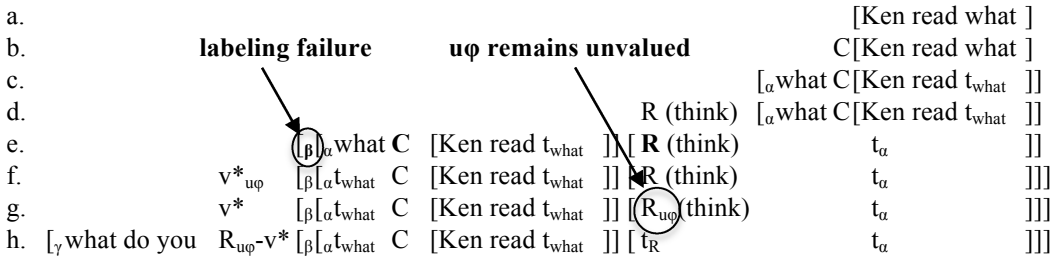 a. [Ken read what ]
b. labeling failure uφ remains unvalued C[Ken read what ]
c. [αwhat C[Ken read twhat ]]
d. R (think) [αwhat C[Ken read twhat ]]
e. [β[αwhat C [Ken read twhat ]] [ R (think) tα ]]
f. v*uφ [β[αtwhat C [Ken read twhat ]] [ R (think) tα ]]]
g. v* [β[αtwhat C [Ken read twhat ]] [ Ruφ(think) tα ]]]
h. [γwhat do you Ruφ-v* [β[αtwhat C [Ken read twhat ]] [ tR tα ]]]